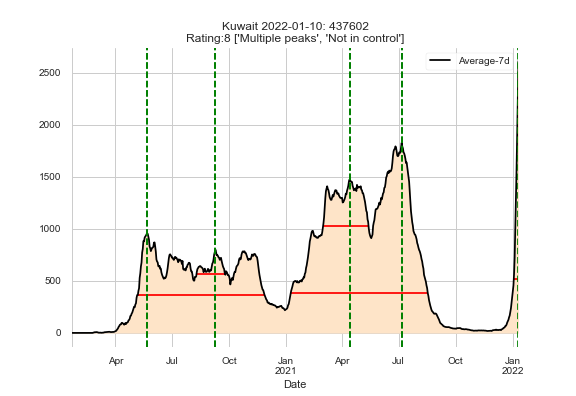 Kuwait 2022-01-10: 437602
Rating:8 ['Multiple peaks', 'Not in control']
Average-7d
2500
2000
1500
1000
500
0
Apr Jul Oct Jan Apr Jul Oct Jan
2021 2022
Date